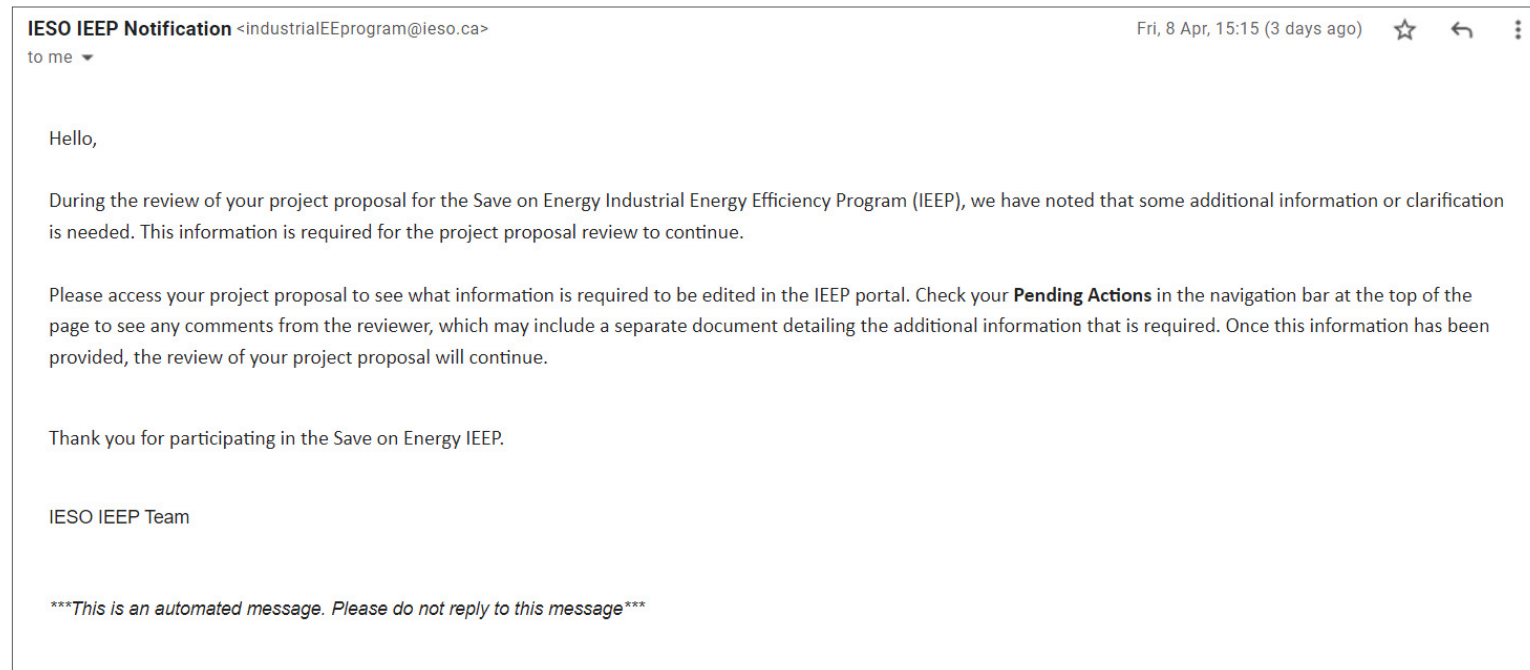 IESO IEEP Notification <industrialEEprogram@ieso.ca>
Fri, 8 Apr, 15:15 (3 days ago)
to me
Hello,
During the review of your project proposal for the Save on Energy Industrial Energy Efficiency Program (IEEP), we have noted that some additional information or clarification
is needed. This information is required for the project proposal review to continue.
Please access your project proposal to see what information is required to be edited in the IEEP portal. Check your Pending Actions in the navigation bar at the top of the
page to see any comments from the reviewer, which may include a separate document detailing the additional information that is required. Once this information has been
provided, the review of your project proposal will continue.
Thank you for participating in the Save on Energy IEEP.
IESO IEEP Team
***This is an automated message. Please do not reply to this message***